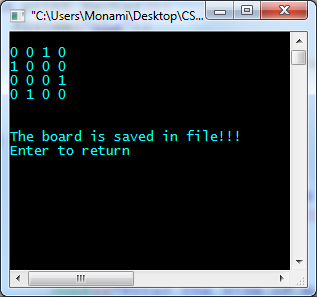 "C:\Users\Monami\Desktop\CS...
0 0 1 0
1 0 0 0
0 0 0 1
0 1 0 0
The board is saved in file!!!
Enter to return